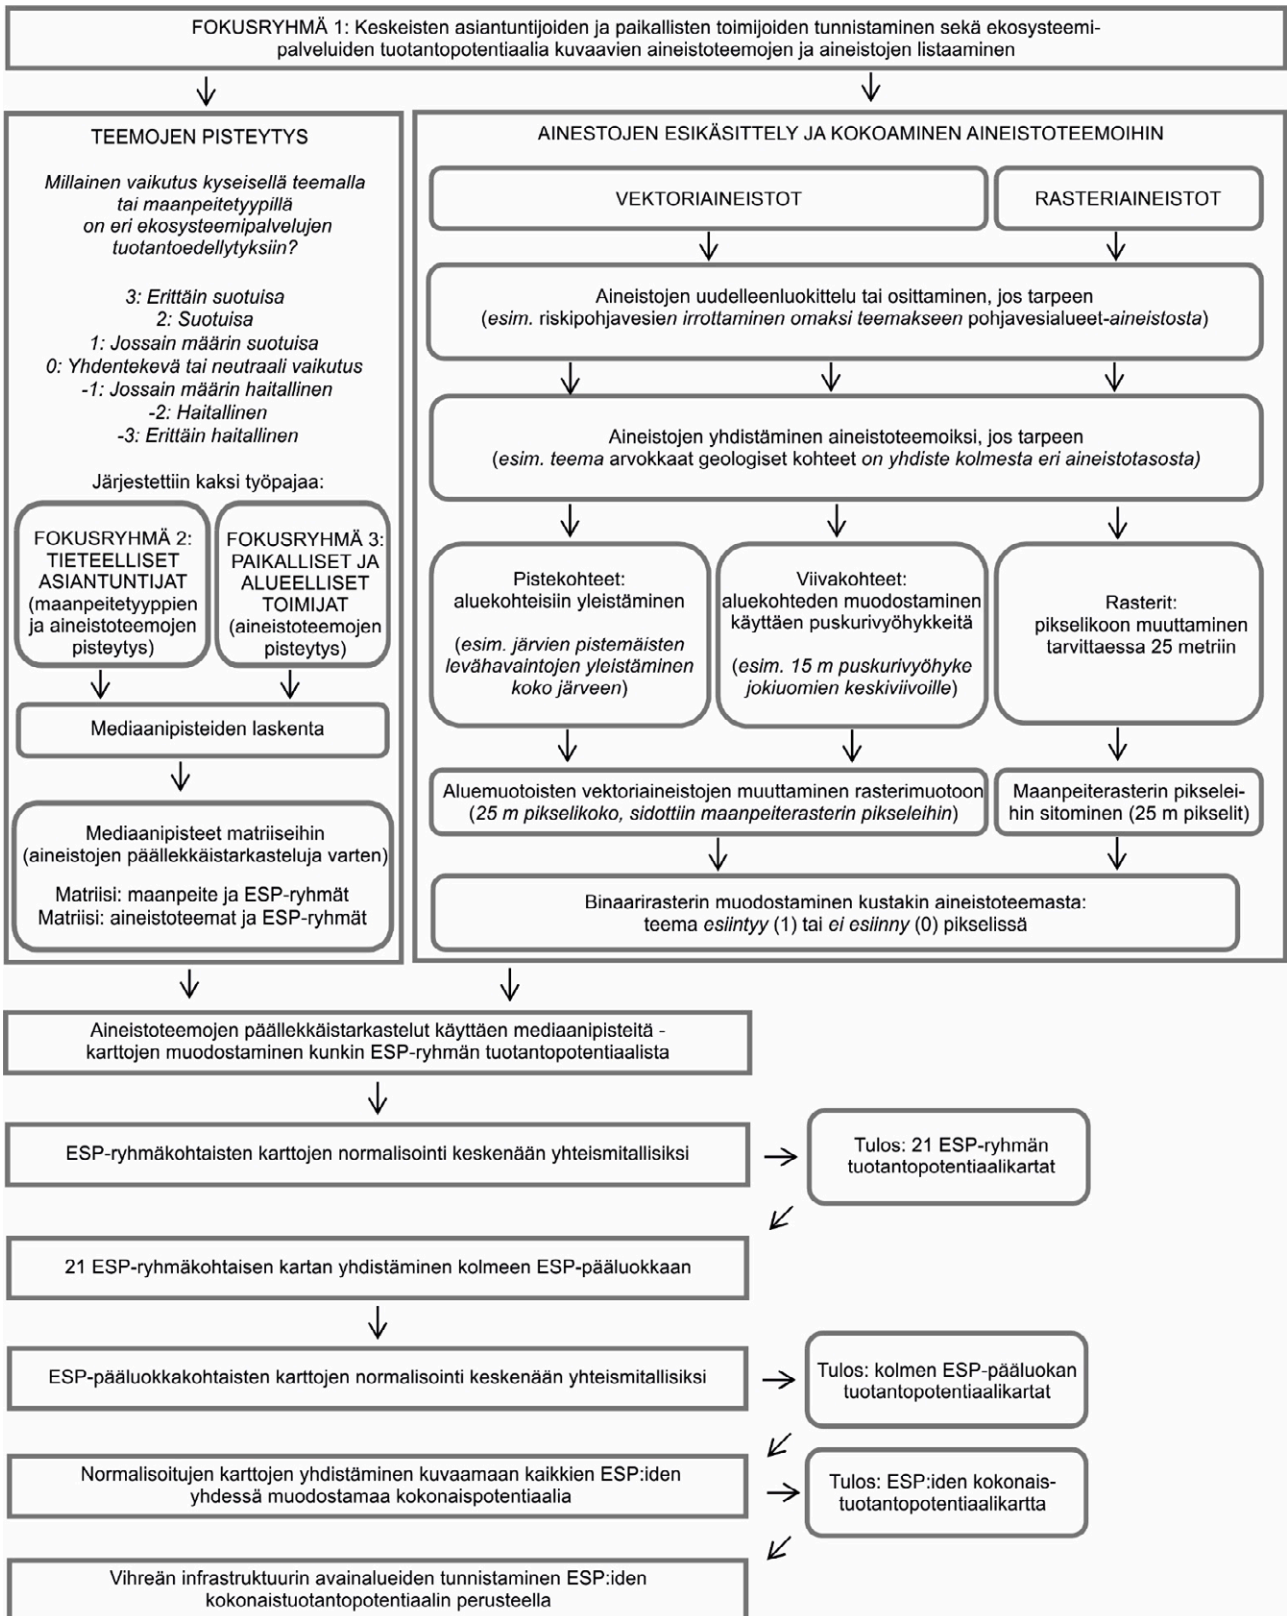 FOKUSRYHMÄ 1: Keskeisten asiantuntijoiden ja paikallisten toimijoiden tunnistaminen sekä ekosysteemi-
palveluiden tuotantopotentiaalia kuvaavien aineistoteemojen ja aineistojen listaaminen
TEEMOJEN PISTEYTYS
Millainen vaikutus kyseisellä teemalla
tai maanpeitetyypillä
on eri ekosysteemipalvelujen
tuotantoedellytyksiin?
3: Erittäin suotuisa
2: Suotuisa
1: Jossain määrin suotuisa
0: Yhdentekevä tai neutraali vaikutus
-1: Jossain määrin haitallinen
-2: Haitallinen
-3: Erittäin haitallinen
Järjestettiin kaksi työpajaa:
FOKUSRYHMÄ 2:
TIETEELLISET
ASIANTUNTIJAT
(maanpeitetyyppien
ja aineistoteemojen
pisteytys)
FOKUSRYHMÄ 3:
PAIKALLISET JA
ALUEELLISET
TOIMIJAT
(aineistoteemojen
pisteytys)
Mediaanipisteiden laskenta
Mediaanipisteet matriiseihin
(aineistojen päällekkäistarkasteluja varten)
Matriisi: maanpeite ja ESP-ryhmät
Matriisi: aineistoteemat ja ESP-ryhmät
AINESTOJEN ESIKÄSITTELY JA KOKOAMINEN AINEISTOTEEMOIHIN
VEKTORIAINEISTOT
RASTERIAINEISTOT
Aineistojen uudelleenluokittelu tai osittaminen, jos tarpeen
(esim. riskipohjavesien irrottaminen omaksi teemakseen pohjavesialueet-aineistosta)
Aineistojen yhdistäminen aineistoteemoiksi, jos tarpeen
(esim. teema arvokkaat geologiset kohteet on yhdiste kolmesta eri aineistotasosta)
Pistekohteet:
aluekohteisiin yleistäminen
(esim. järvien pistemäisten
levähavaintojen yleistäminen
koko järveen)
Viivakohteet:
aluekohteden muodostaminen
käyttäen puskurivyöhykkeitä
(esim. 15 m puskurivyöhyke
jokiuomien keskiviivoille)
Rasterit:
pikselikoon muuttaminen
tarvittaessa 25 metriin
Aluemuotoisten vektoriaineistojen muuttaminen rasterimuotoon
(25 m pikselikoko, sidottiin maanpeiterasterin pikseleihin)
Maanpeiterasterin pikselei-
hin sitominen (25 m pikselit)
Binaarirasterin muodostaminen kustakin aineistoteemasta:
teema esiintyy (1) tai ei esiinny (0) pikselissä
Aineistoteemojen päällekkäistarkastelut käyttäen mediaanipisteitä -
karttojen muodostaminen kunkin ESP-ryhmän tuotantopotentiaalista
ESP-ryhmäkohtaisten karttojen normalisointi keskenään yhteismitallisiksi
Tulos: 21 ESP-ryhmän
tuotantopotentiaalikartat
21 ESP-ryhmäkohtaisen kartan yhdistäminen kolmeen ESP-pääluokkaan
ESP-pääluokkakohtaisten karttojen normalisointi keskenään yhteismitallisiksi
Tulos: kolmen ESP-pääluokan
tuotantopotentiaalikartat
Normalisoitujen karttojen yhdistäminen kuvaamaan kaikkien ESP:iden
yhdessä muodostamaa kokonaispotentiaalia
Tulos: ESP:iden kokonais-
tuotantopotentiaalikartta
Vihreän infrastruktuurin avainalueiden tunnistaminen ESP:iden
kokonaistuotantopotentiaalin perusteella